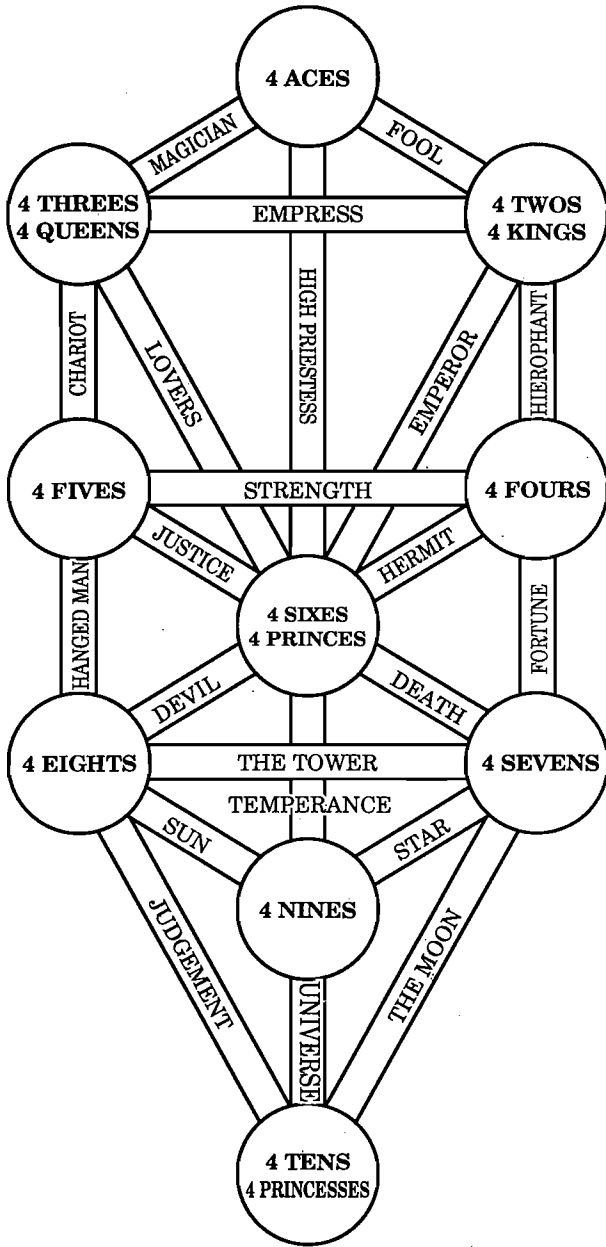 4 ACES
MAGICIAN
FOOL
4 THREES
4 QUEENS
EMPRESS
4 TWOS
4 KINGS
CHARIOT
LOVERS
HIGH PRIESTESS
EMPEROR
HIEROPHANT
4 FIVES
STRENGTH
4 FOURS
JUSTICE
HERMIT
HANGED MAN
4 SIXES
4 PRINCES
FORTUNE
DEVIL
DEATH
4 EIGHTS
THE TOWER
4 SEVENS
TEMPERANCE
SUN
STAR
4 NINES
JUDGEMENT
UNIVERSE
THE MOON
4 TENS
4 PRINCESSES